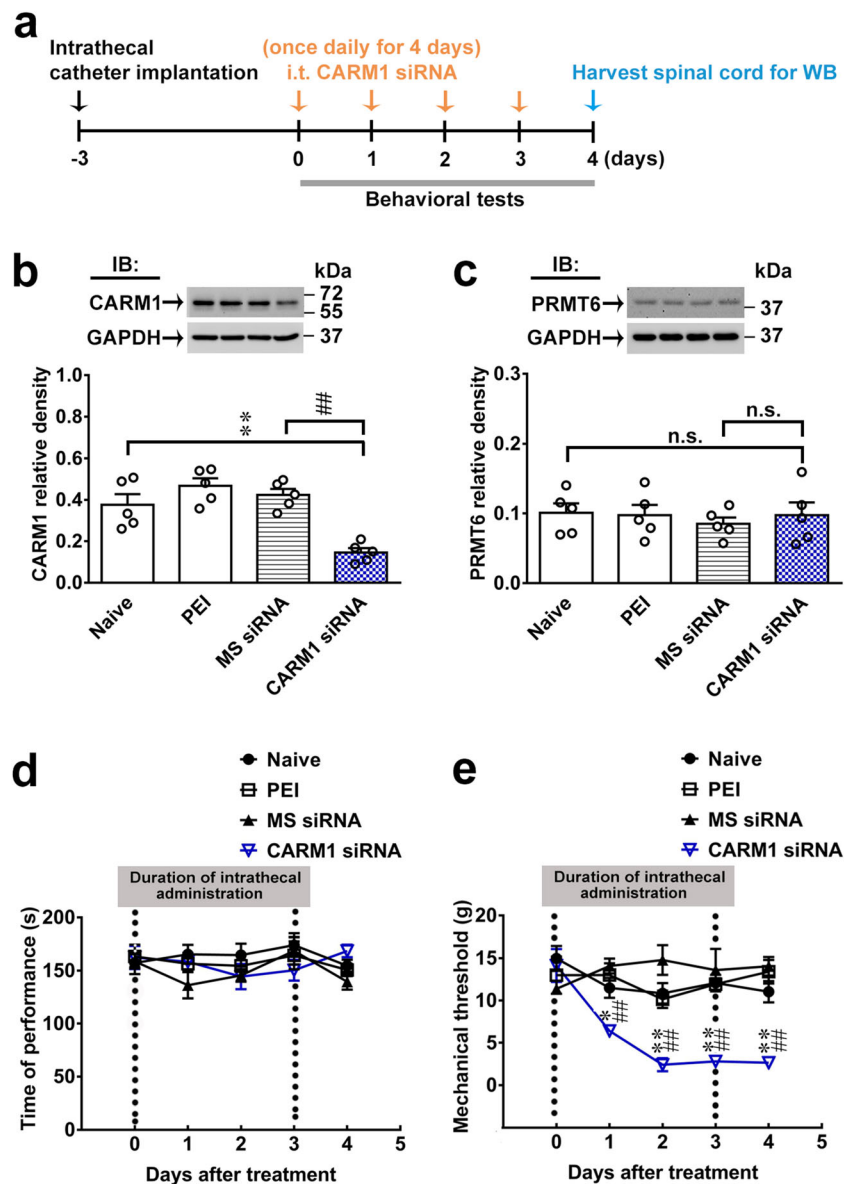 a
Intrathecal
catheter implantation
(once daily for 4 days)
i.t. CARM1 siRNA
Harvest spinal cord for WB
-3 0 1 2 3 4 (days)
Behavioral tests
b
IB:
kDa
CARM1
72
55
GAPDH
37
CARM1 relative density
1.0
0.8
0.6
0.4
0.2
0.0
**
##
Naive
PEI
MS siRNA
CARM1 siRNA
c
IB:
kDa
PRMT6
37
GAPDH
37
PRMT6 relative density
0.3
0.2
0.1
0.0
n.s.
n.s.
Naive
PEI
MS siRNA
CARM1 siRNA
d
Naive
PEI
MS siRNA
CARM1 siRNA
Duration of intrathecal
administration
Time of performance (s)
200
150
100
50
0
0 1 2 3 4 5
Days after treatment
e
Naive
PEI
MS siRNA
CARM1 siRNA
Duration of intrathecal
administration
Mechanical threshold (g)
20
15
10
5
0
* ##
** ##
** ##
** ##
0 1 2 3 4 5
Days after treatment